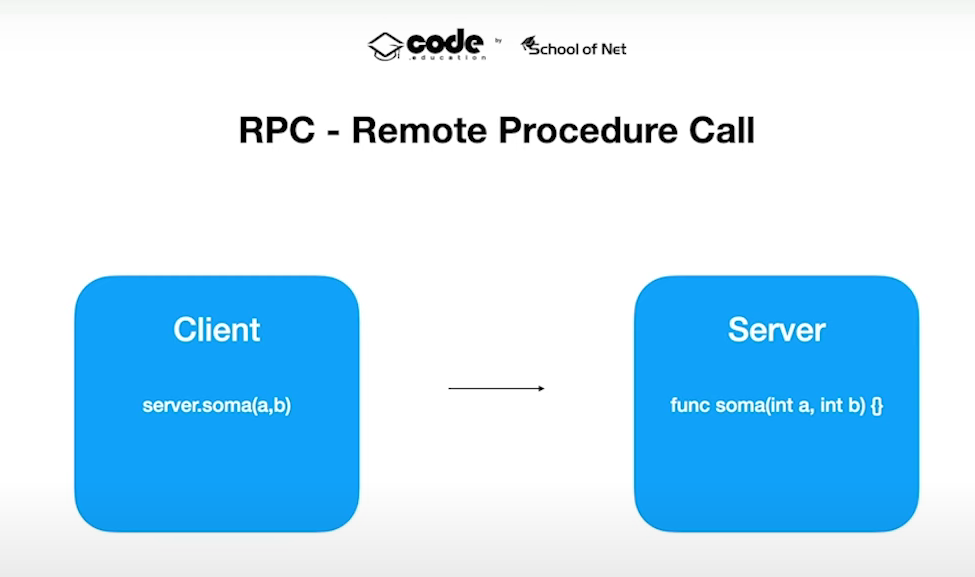 code
.education
by
School of Net
RPC - Remote Procedure Call
Client
server.soma(a,b)
Server
func soma(int a, int b) {}